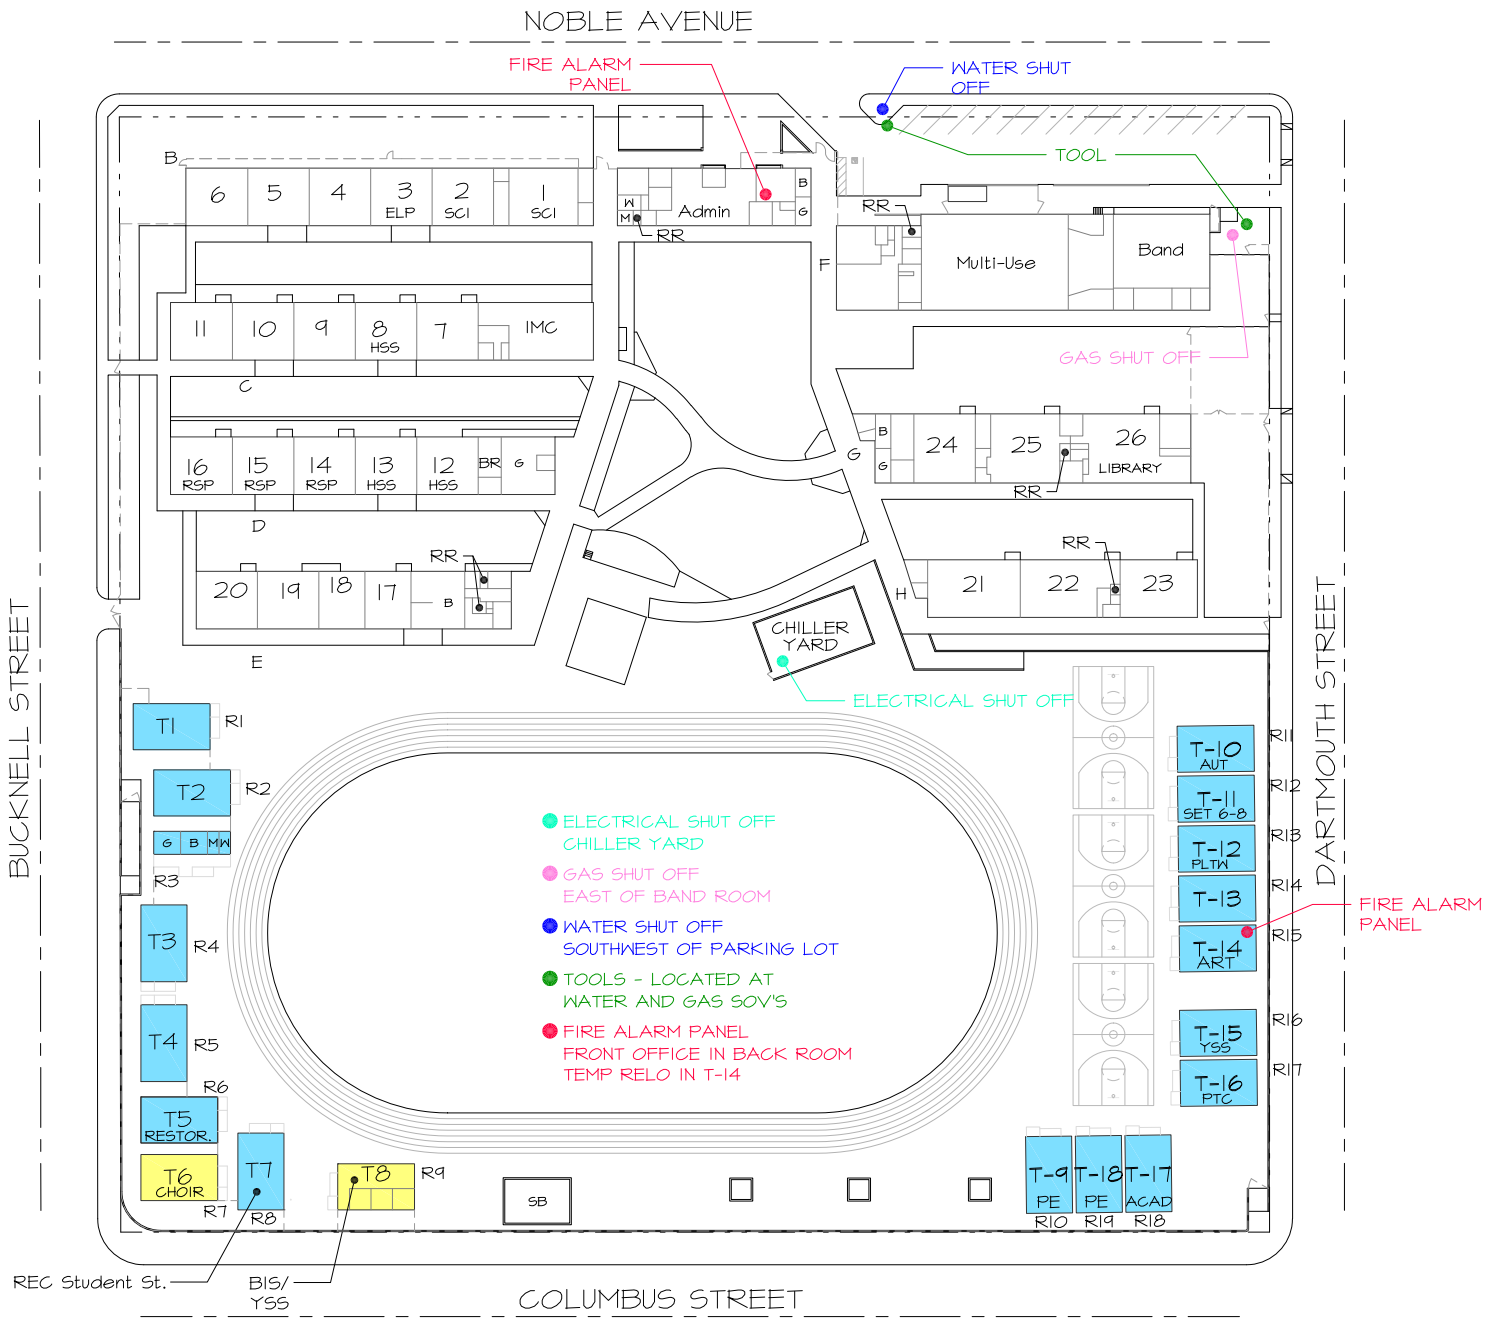 NOBLE AVENUE
FIRE ALARM
PANEL
WATER SHUT
OFF
TOOL
B
6
5
4
3
ELP
2
SCI
1
SCI
W
M
Admin
B
G
RR
RR
F
Multi-Use
Band
11
10
9
8
HSS
7
IMC
GAS SHUT OFF
C
16
RSP
15
RSP
14
RSP
13
HSS
12
HSS
BR
G
G
B
G
24
25
26
LIBRARY
RR
D
RR
20
19
18
17
B
E
RR
H
21
22
23
CHILLER
YARD
ELECTRICAL SHUT OFF
BUCKNELL STREET
DARTMOUTH STREET
T1
R1
T2
R2
G
B
M
W
R3
T3
R4
T4
R5
R6
T5
RESTOR.
T6
CHOIR
R7
T7
R8
T8
R9
ELECTRICAL SHUT OFF
CHILLER YARD
GAS SHUT OFF
EAST OF BAND ROOM
WATER SHUT OFF
SOUTHWEST OF PARKING LOT
TOOLS - LOCATED AT
WATER AND GAS SOV'S
FIRE ALARM PANEL
FRONT OFFICE IN BACK ROOM
TEMP RELO IN T-14
R11
T-10
AUT
R12
T-11
SET 6-8
R13
T-12
PLTW
R14
T-13
R15
T-14
ART
FIRE ALARM
PANEL
R16
T-15
YSS
R17
T-16
PTC
T-9
PE
R10
T-18
PE
R19
T-17
ACAD
R18
SB
REC Student St.
BIS/
YSS
COLUMBUS STREET